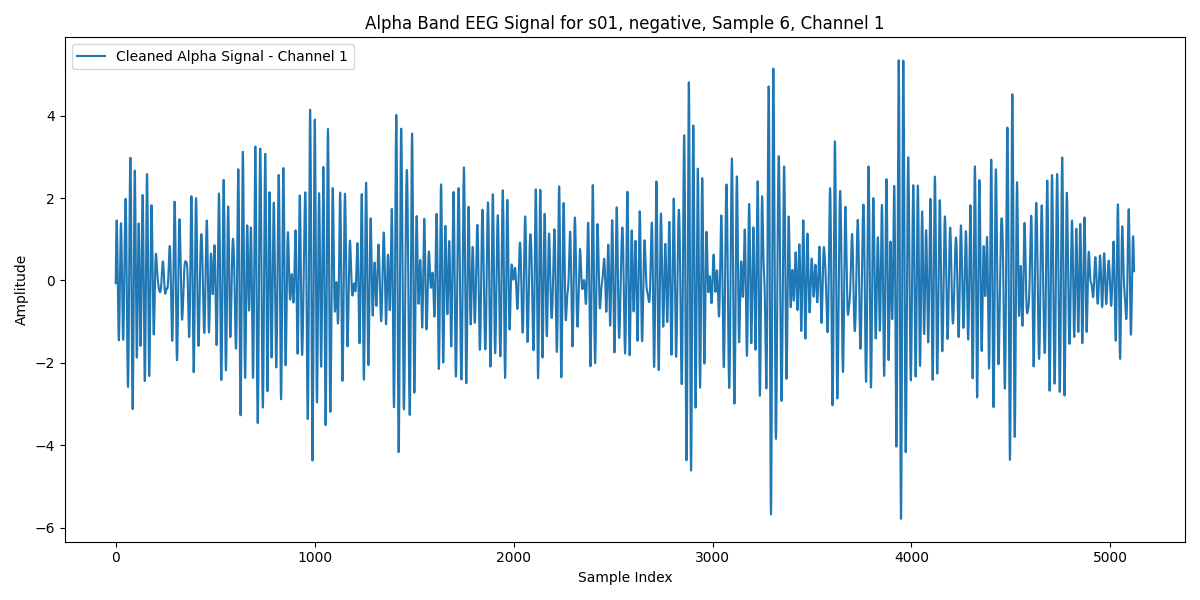 Alpha Band EEG Signal for s01, negative, Sample 6, Channel 1
Cleaned Alpha Signal - Channel 1
Amplitude
4
2
0
−2
−4
−6
0 1000 2000 3000 4000 5000
Sample Index